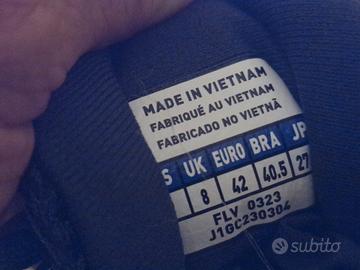 MADE IN VIETNAM
FABRIQUÉ AU VIETNAM
FABRICADO NO VIETNÃ
S UK EURO BRA JP
8 42 40.5 27
FLV 0323
J1GC230304
subito